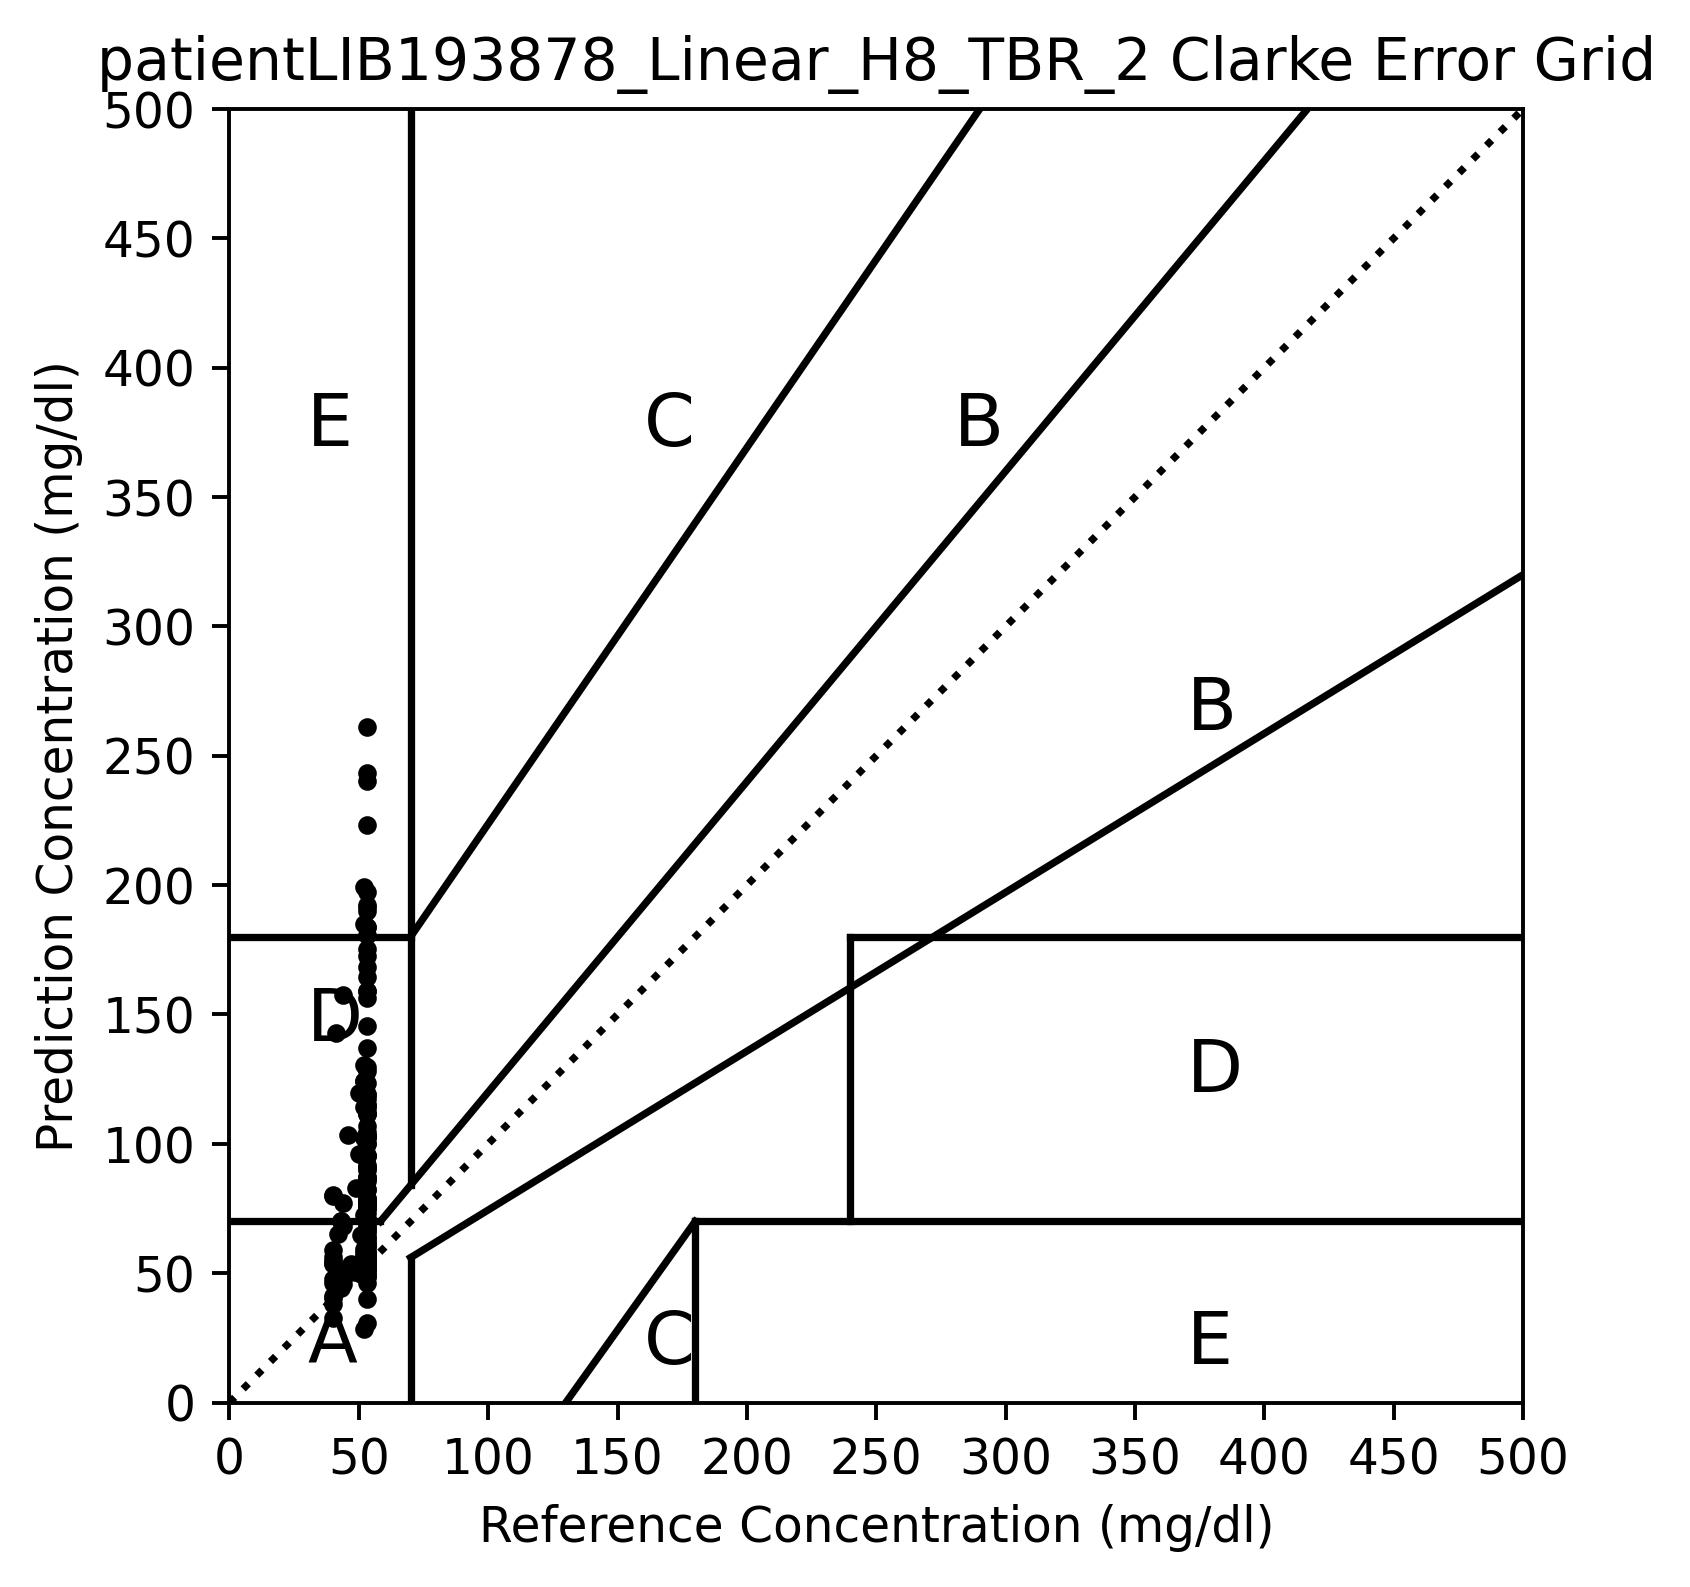 patientLIB193878_Linear_H8_TBR_2 Clarke Error Grid
500
450
400
350
300
250
200
150
100
50
0
Prediction Concentration (mg/dl)
E
C
B
B
D
D
A
C
E
0 50 100 150 200 250 300 350 400 450 500
Reference Concentration (mg/dl)